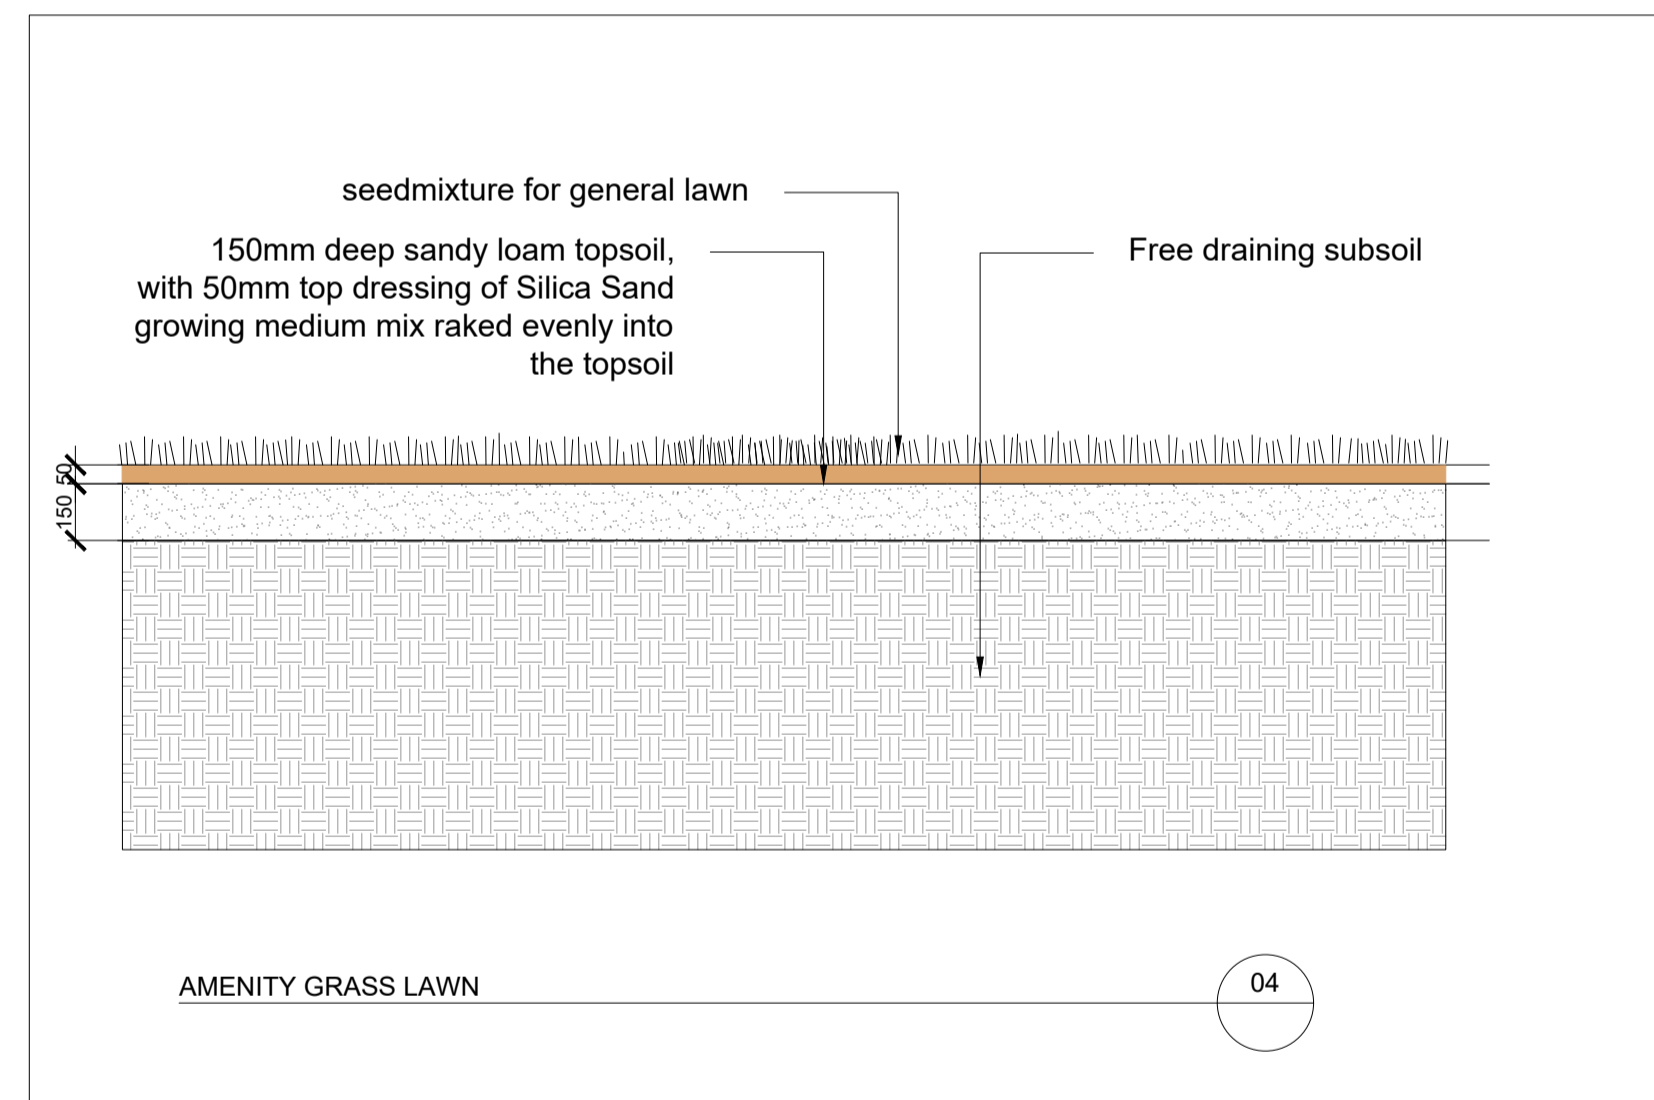 seedmixture for general lawn
150mm deep sandy loam topsoil,
with 50mm top dressing of Silica Sand
growing medium mix raked evenly into
the topsoil
Free draining subsoil
50
150
AMENITY GRASS LAWN
04